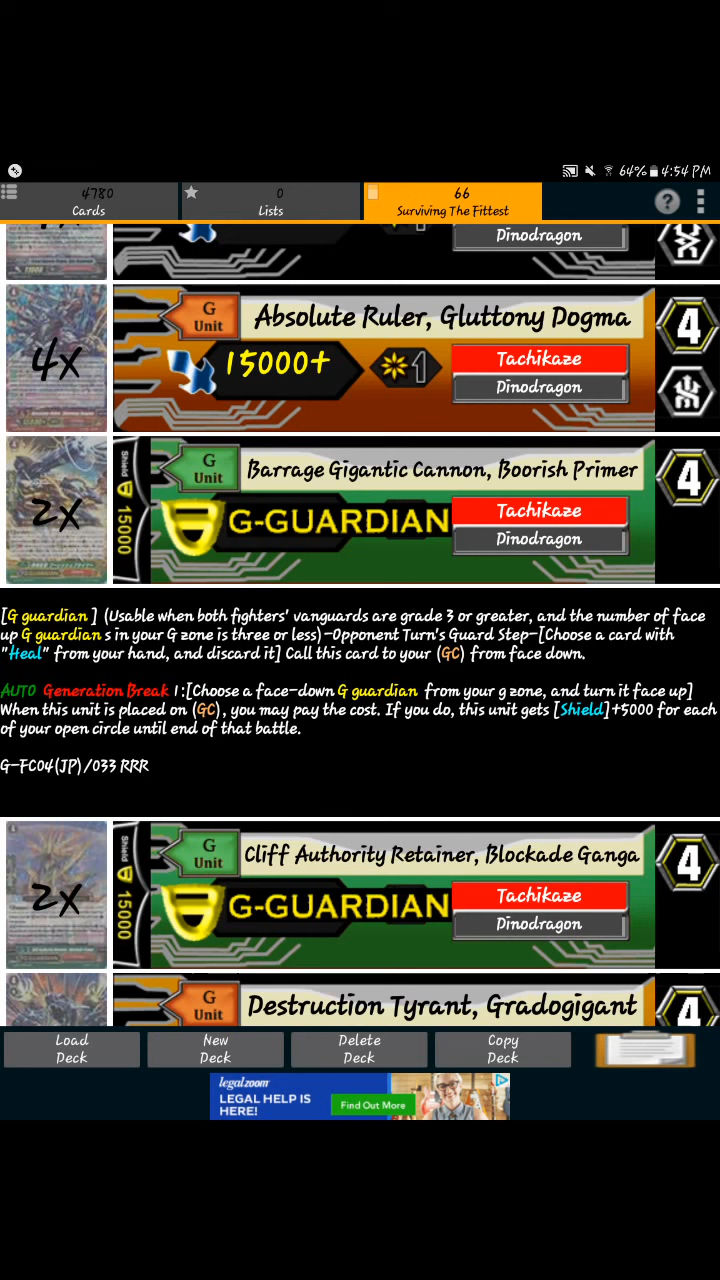 64% 4:54 PM
4780
Cards
0
Lists
66
Surviving The Fittest
?
Dinodragon
4x
G
Unit
Absolute Ruler, Gluttony Dogma
15000+
1
Tachikaze
Dinodragon
4
2x
Shield 15000
G
Unit
Barrage Gigantic Cannon, Boorish Primer
G-GUARDIAN
Tachikaze
Dinodragon
4
[G guardian ] (Usable when both fighters' vanguards are grade 3 or greater, and the number of face
up G guardian s in your G zone is three or less)-Opponent Turn's Guard Step-[Choose a card with
"Heal" from your hand, and discard it] Call this card to your (GC) from face down.
AUTO Generation Break 1:[Choose a face-down G guardian from your g zone, and turn it face up]
When this unit is placed on (GC), you may pay the cost. If you do, this unit gets [Shield]+5000 for each
of your open circle until end of that battle.
G-FC04(JP)/033 RRR
2x
Shield 15000
G
Unit
Cliff Authority Retainer, Blockade Ganga
G-GUARDIAN
Tachikaze
Dinodragon
4
G
Unit
Destruction Tyrant, Gradogigant
4
Load
Deck
New
Deck
Delete
Deck
Copy
Deck
legalzoom
LEGAL HELP IS
HERE!
Find Out More